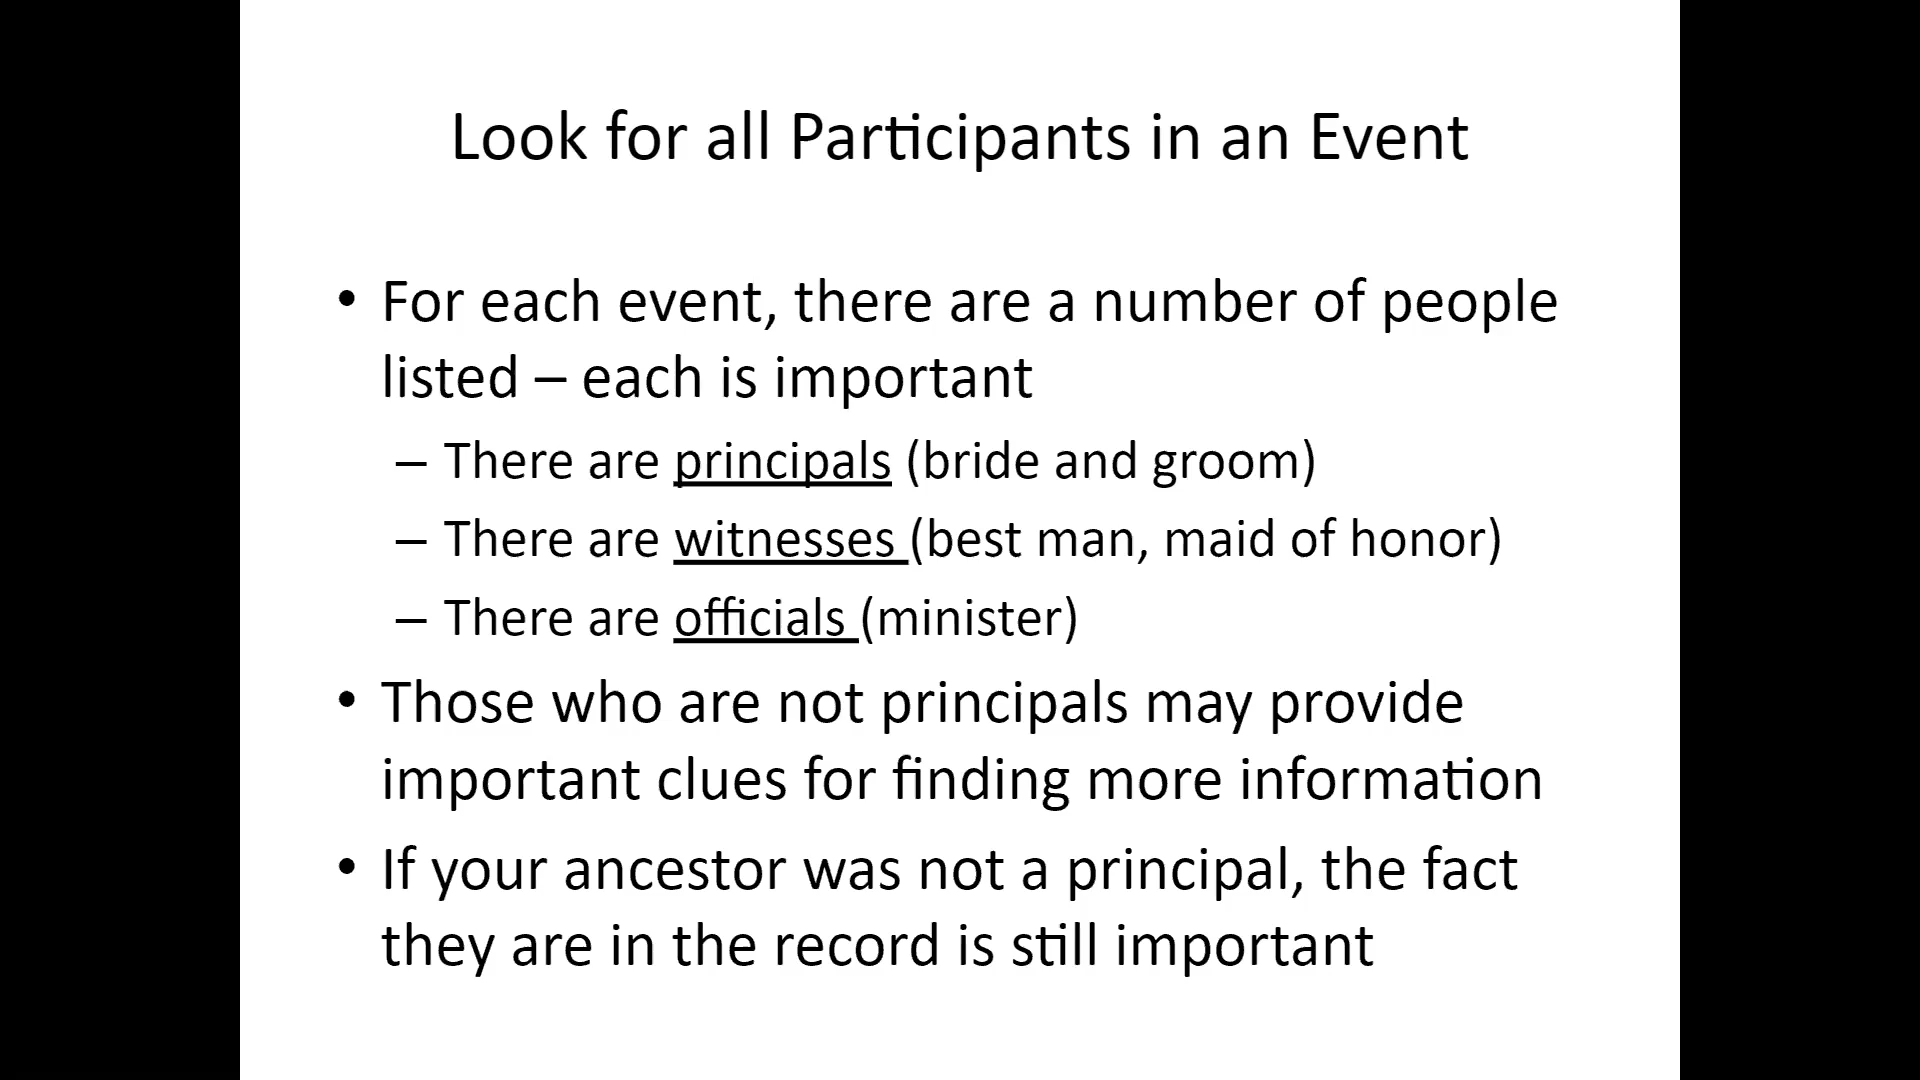 Look for all Participants in an Event
• For each event, there are a number of people
listed – each is important
– There are principals (bride and groom)
– There are witnesses (best man, maid of honor)
– There are officials (minister)
• Those who are not principals may provide
important clues for finding more information
• If your ancestor was not a principal, the fact
they are in the record is still important